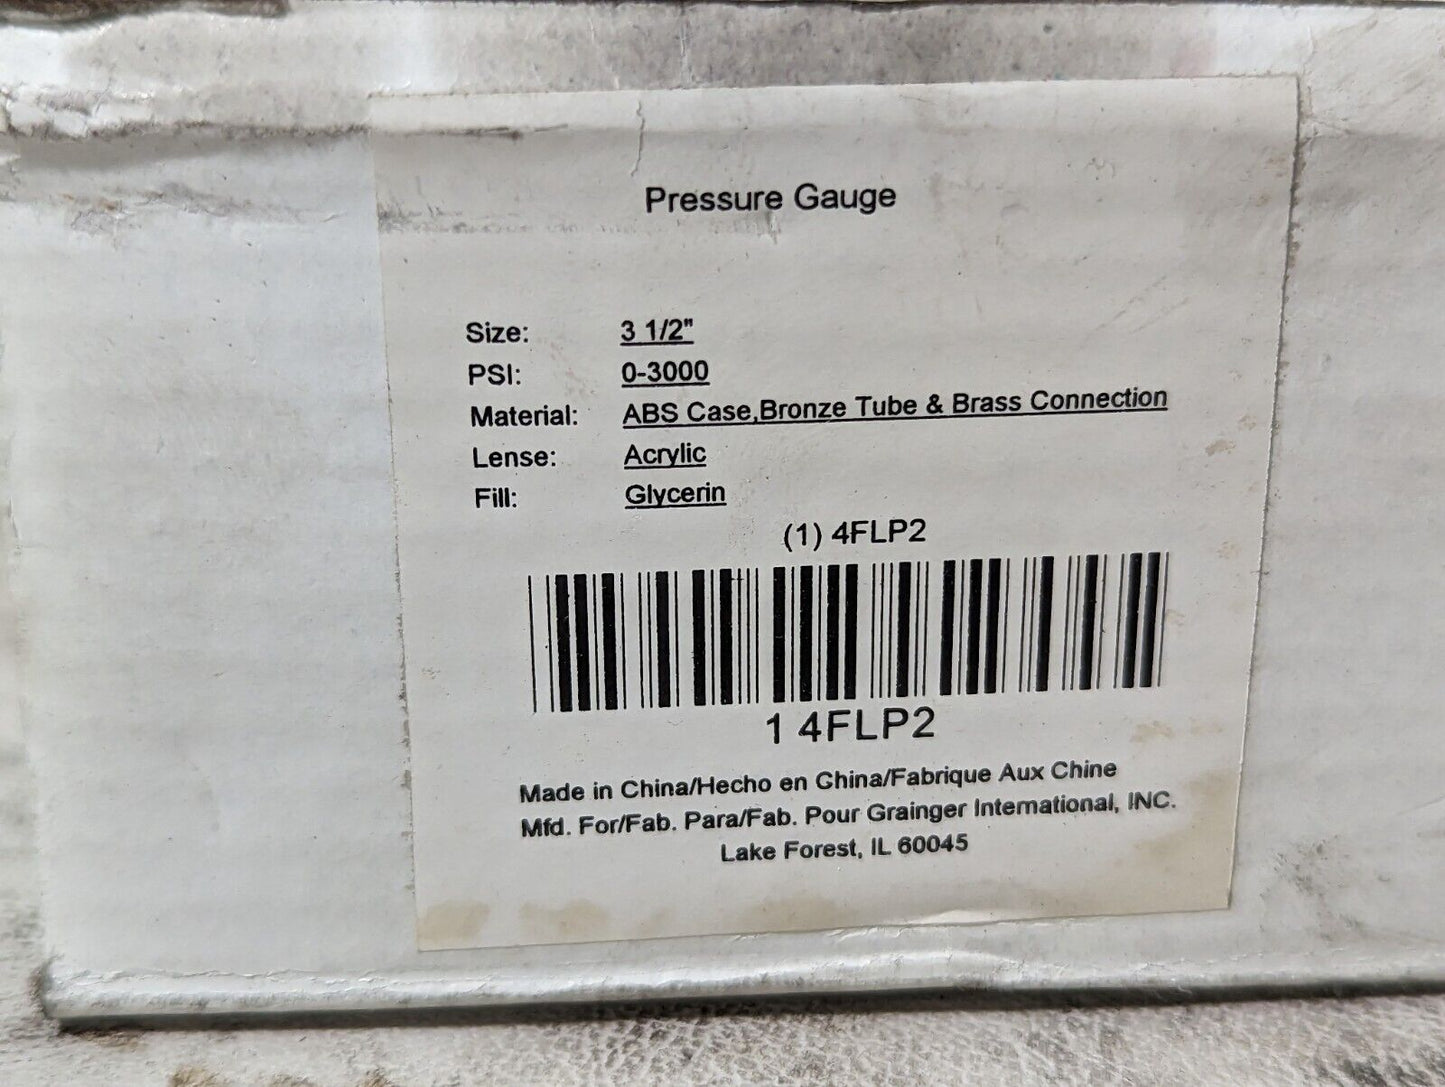 Pressure Gauge
Size: 3 1/2"
PSI: 0-3000
Material: ABS Case,Bronze Tube & Brass Connection
Lense: Acrylic
Fill: Glycerin
(1) 4FLP2
1 4FLP2
Made in China/Hecho en China/Fabrique Aux Chine
Mfd. For/Fab. Para/Fab. Pour Grainger International, INC.
Lake Forest, IL 60045